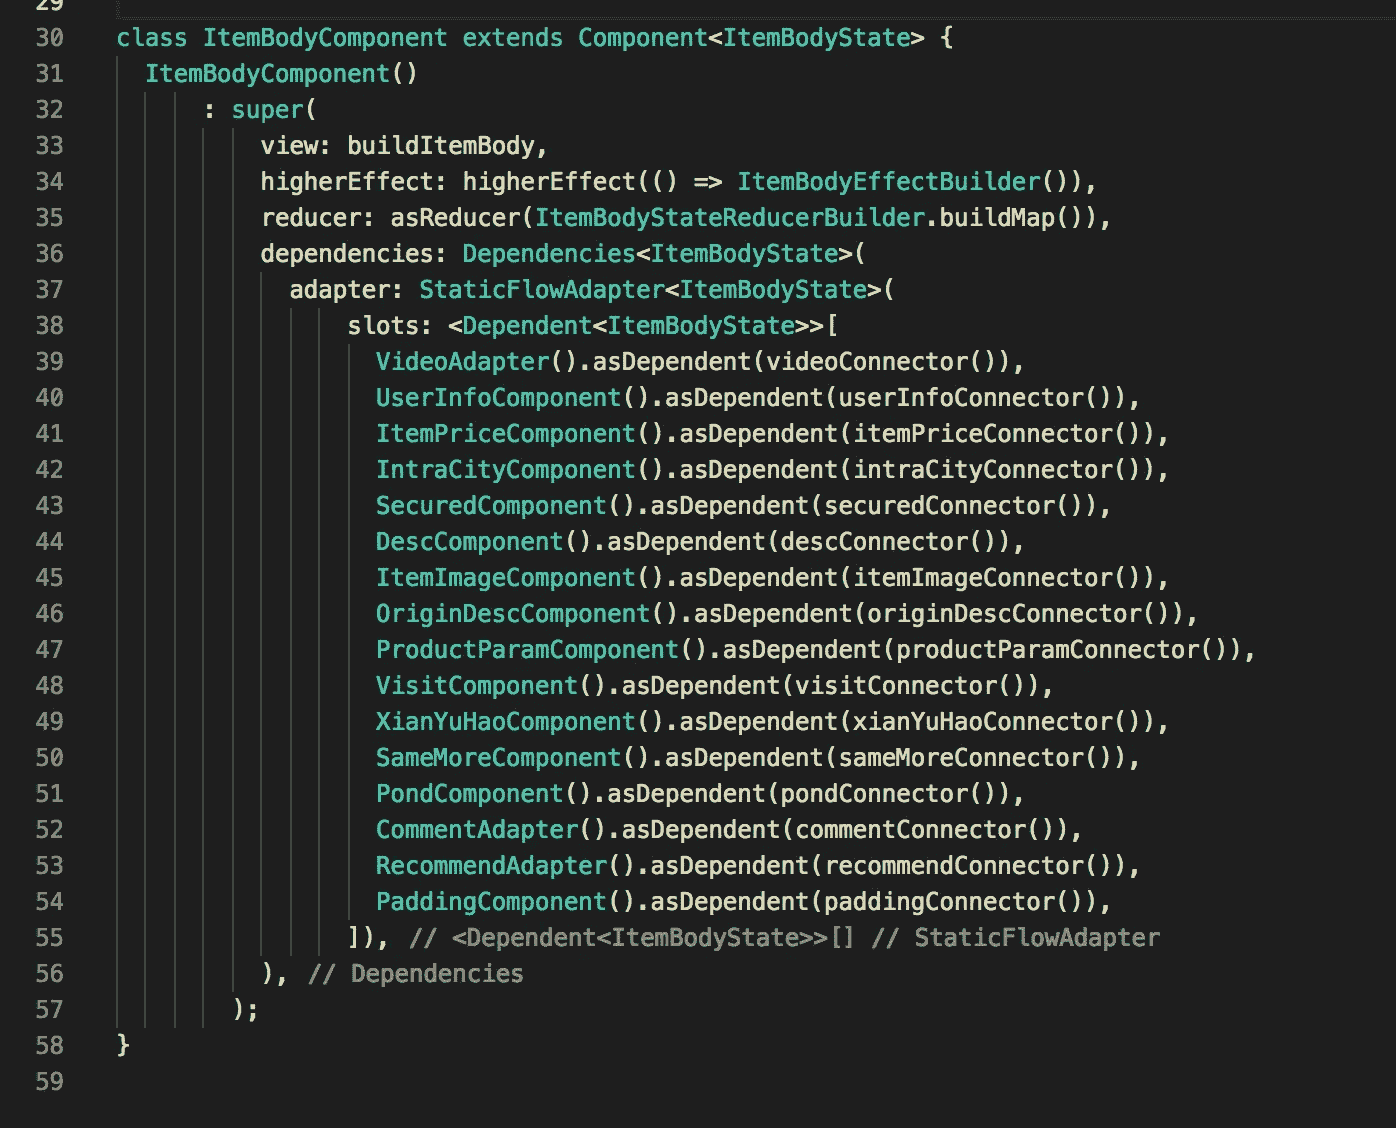 29
30 class ItemBodyComponent extends Component<ItemBodyState> {
31 ItemBodyComponent()
32 : super(
33 view: buildItemBody,
34 higherEffect: higherEffect(() => ItemBodyEffectBuilder()),
35 reducer: asReducer(ItemBodyStateReducerBuilder.buildMap()),
36 dependencies: Dependencies<ItemBodyState>(
37 adapter: StaticFlowAdapter<ItemBodyState>(
38 slots: <Dependent<ItemBodyState>>[
39 VideoAdapter().asDependent(videoConnector()),
40 UserInfoComponent().asDependent(userInfoConnector()),
41 ItemPriceComponent().asDependent(itemPriceConnector()),
42 IntraCityComponent().asDependent(intraCityConnector()),
43 SecuredComponent().asDependent(securedConnector()),
44 DescComponent().asDependent(descConnector()),
45 ItemImageComponent().asDependent(itemImageConnector()),
46 OriginDescComponent().asDependent(originDescConnector()),
47 ProductParamComponent().asDependent(productParamConnector()),
48 VisitComponent().asDependent(visitConnector()),
49 XianYuHaoComponent().asDependent(xianYuHaoConnector()),
50 SameMoreComponent().asDependent(sameMoreConnector()),
51 PondComponent().asDependent(pondConnector()),
52 CommentAdapter().asDependent(commentConnector()),
53 RecommendAdapter().asDependent(recommendConnector()),
54 PaddingComponent().asDependent(paddingConnector()),
55 ]), // <Dependent<ItemBodyState>>[] // StaticFlowAdapter
56 ), // Dependencies
57 );
58 }
59